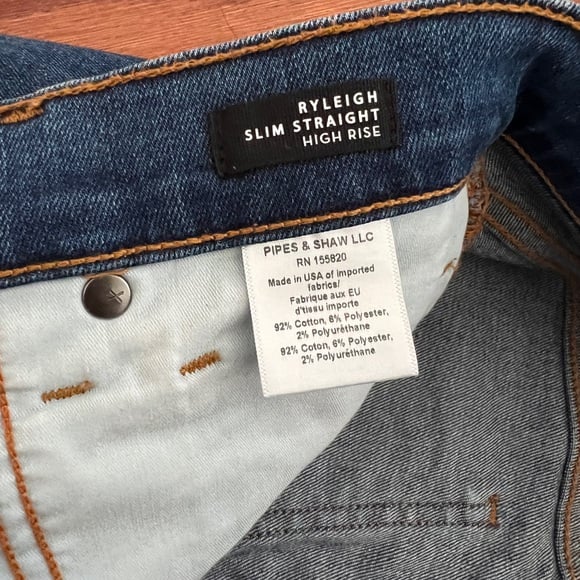 RYLEIGH
SLIM STRAIGHT
HIGH RISE
PIPES & SHAW LLC
RN 155820
Made in USA of imported
fabrics/
Fabrique aux EU
d'tissu importe
92% Cotton, 6% Polyester,
2% Polyurethane
92% Coton, 6% Polyester,
2% Polyuréthane